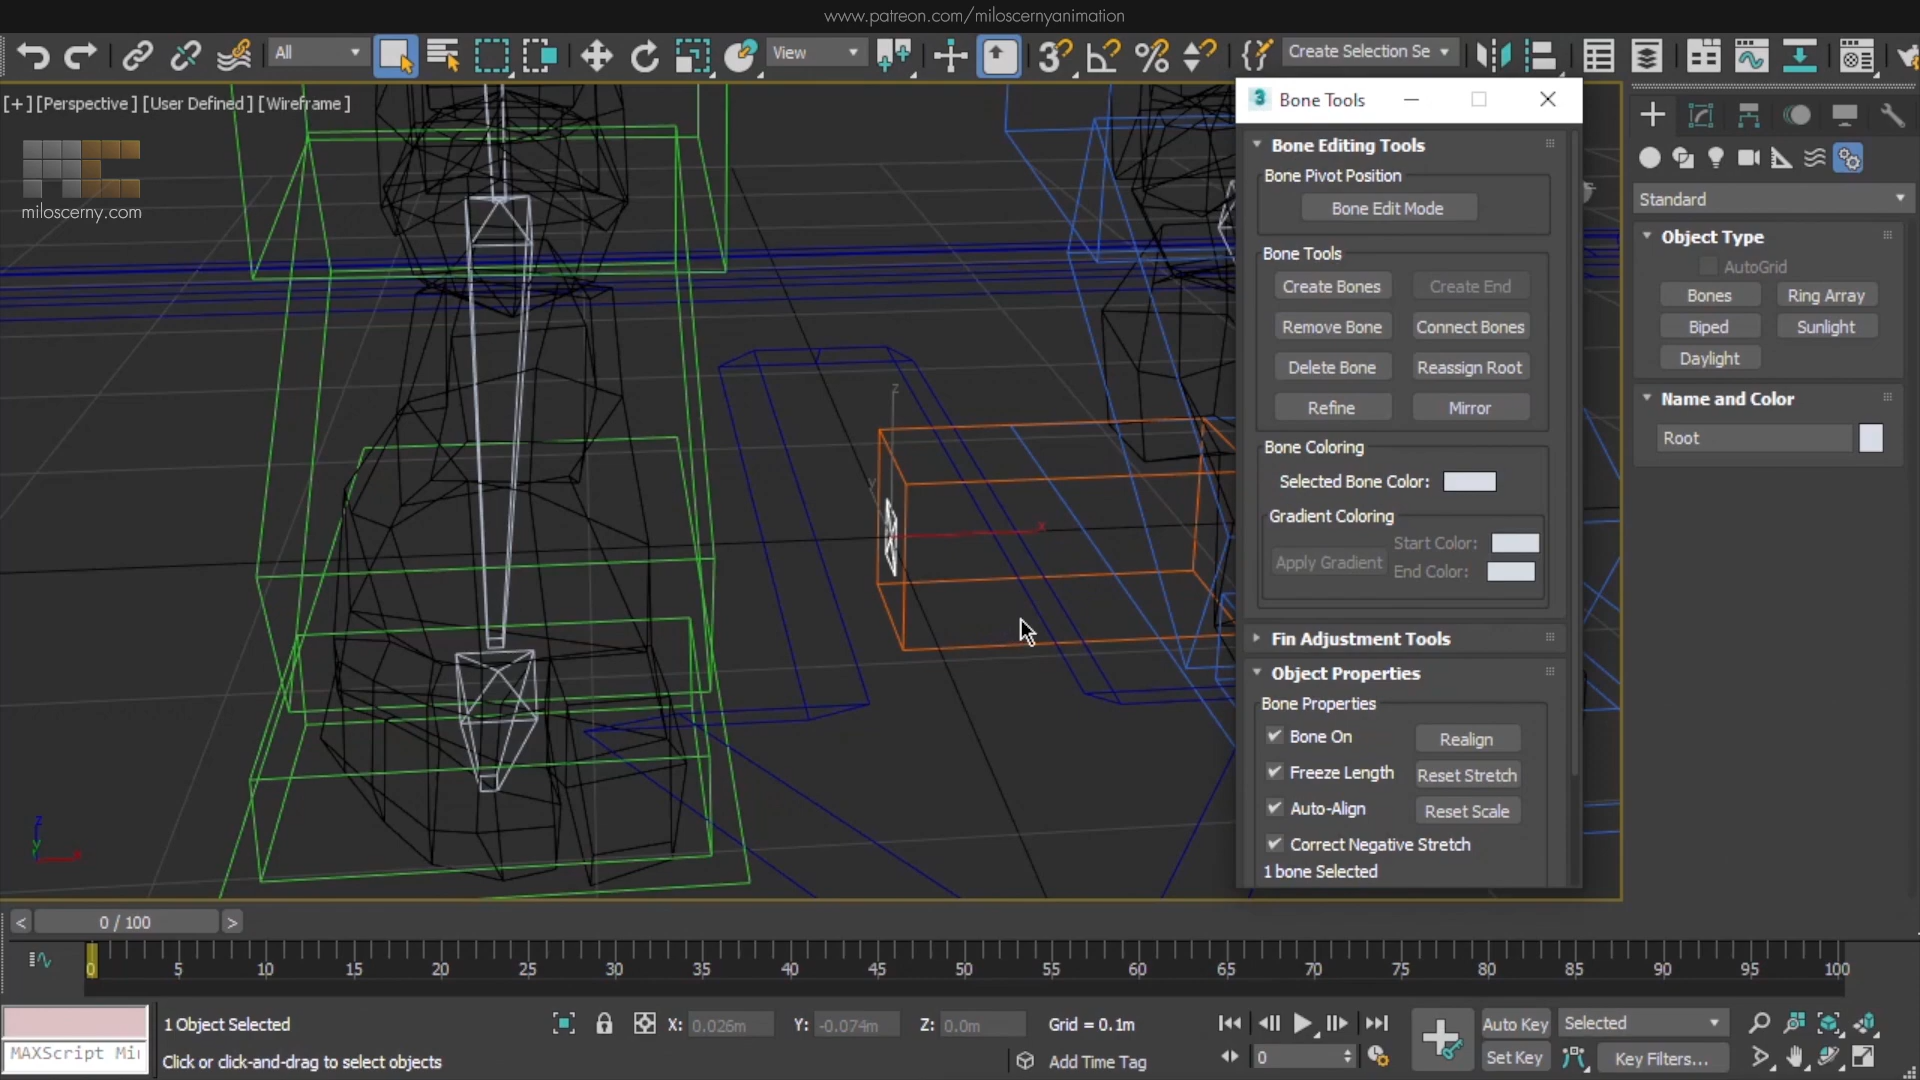 www.patreon.com/miloscernyanimation
All
View
Create Selection Se
[+] [Perspective] [User Defined] [Wireframe]
miloscerny.com
z
x
Bone Tools
Bone Editing Tools
Bone Pivot Position
Bone Edit Mode
Bone Tools
Create Bones
Create End
Remove Bone
Connect Bones
Delete Bone
Reassign Root
Refine
Mirror
Bone Coloring
Selected Bone Color:
Gradient Coloring
Apply Gradient
Start Color:
End Color:
Fin Adjustment Tools
Object Properties
Bone Properties
Bone On
Realign
Freeze Length
Reset Stretch
Auto-Align
Reset Scale
Correct Negative Stretch
1 bone Selected
Standard
Object Type
AutoGrid
Bones
Ring Array
Biped
Sunlight
Daylight
Name and Color
Root
z
y
x
< 0 / 100 >
0 5 10 15 20 25 30 35 40 45 50 55 60 65 70 75 80 85 90 95 100
MAXScript Mi
1 Object Selected
Click or click-and-drag to select objects
X: 0.026m Y: -0.074m Z: 0.0m
Grid = 0.1m
Add Time Tag
0
Auto Key
Selected
Set Key
Key Filters...